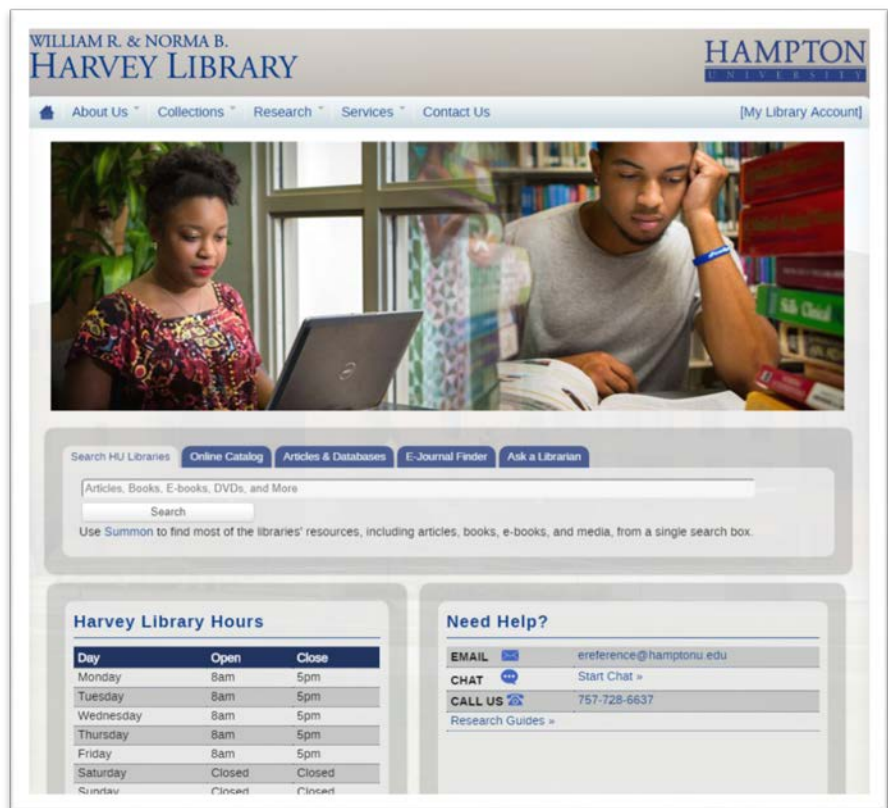 WILLIAM R. & NORMA B.
HARVEY LIBRARY
HAMPTON
UNIVERSITY
About Us Collections Research Services Contact Us [My Library Account]
Skills Clinical
Search HU Libraries Online Catalog Articles & Databases E-Journal Finder Ask a Librarian
Articles, Books, E-books, DVDs, and More
Search
Use Summon to find most of the libraries' resources, including articles, books, e-books, and media, from a single search box.
Harvey Library Hours
Day Open Close
Monday 8am 5pm
Tuesday 8am 5pm
Wednesday 8am 5pm
Thursday 8am 5pm
Friday 8am 5pm
Saturday Closed Closed
Sunday Closed Closed
Need Help?
EMAIL ereference@hamptonu.edu
CHAT Start Chat »
CALL US 757-728-6637
Research Guides »